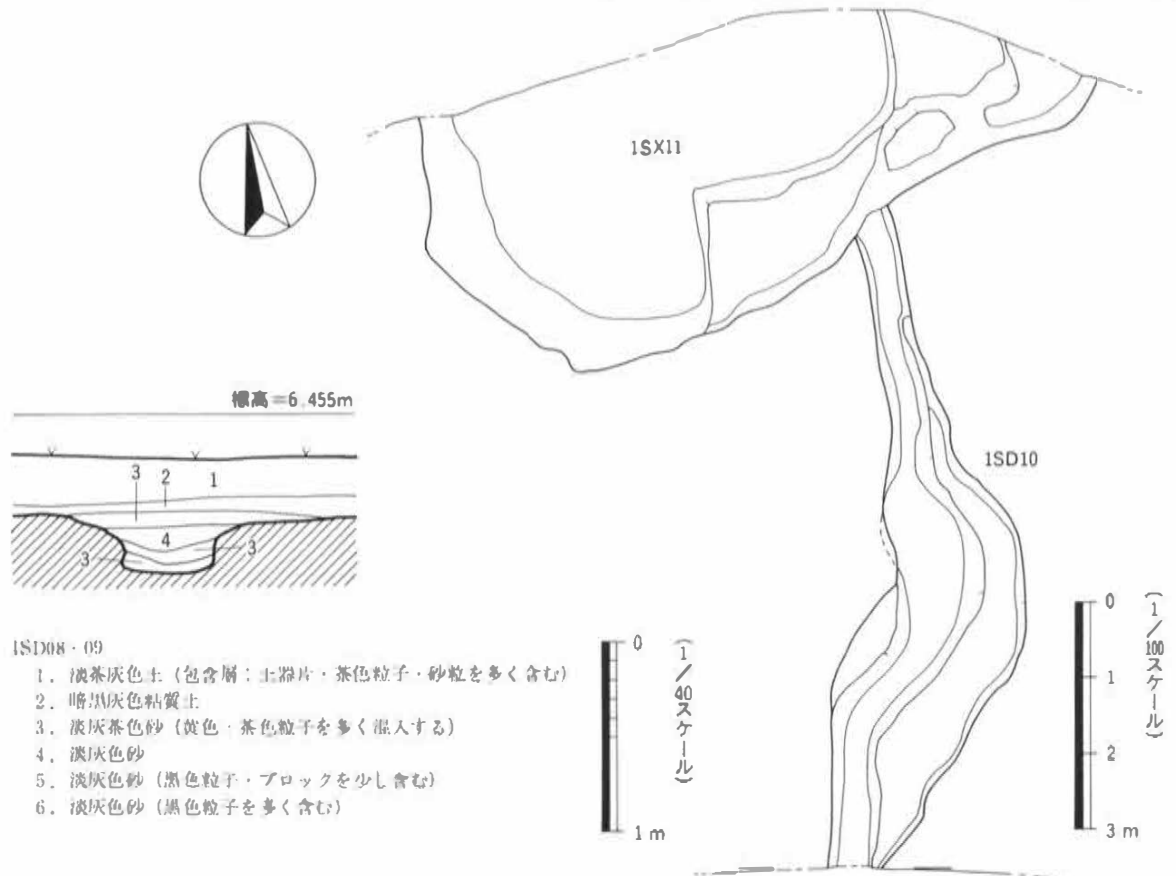 1SX11
標高=6.455m
3 2 1
4 3
3
1SD10
1SD08・09
1. 淡茶灰色土 (包含層：土器片・茶色粒子・砂粒を多く含む)
2. 暗黒灰色粘質土
3. 淡灰茶色砂 (黄色・茶色粒子を多く混入する)
4. 淡灰色砂
5. 淡灰色砂 (黒色粒子・ブロックを少し含む)
6. 淡灰色砂 (黒色粒子を多く含む)
0
1 m
(1/40スケール)
0
1
2
3 m
(1/100スケール)